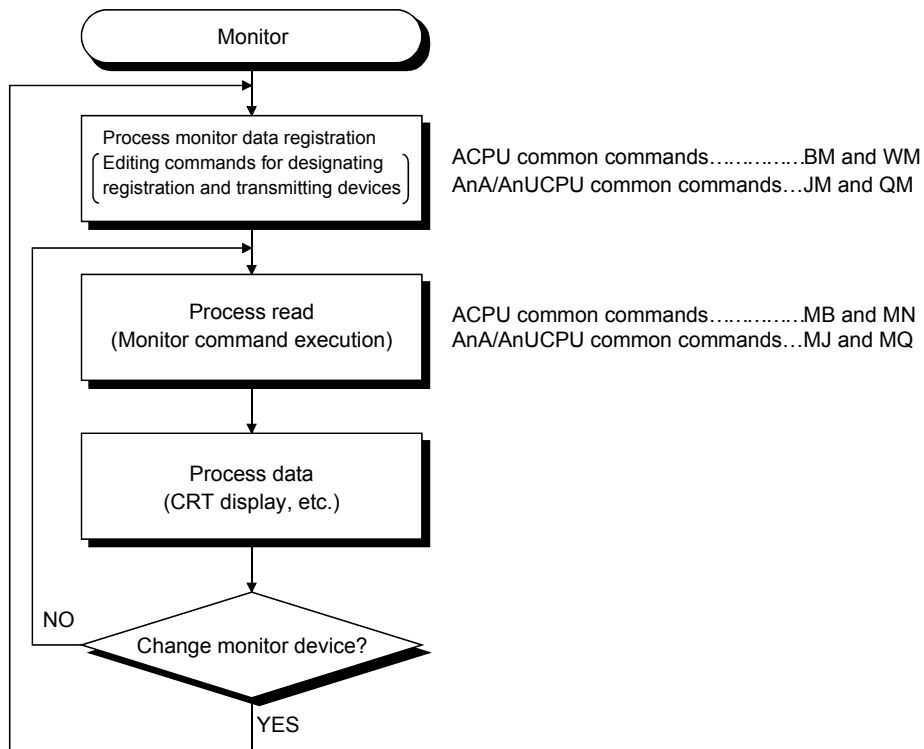 Monitor
Process monitor data registration
Editing commands for designating
registration and transmitting devices
ACPU common commands……………BM and WM
AnA/AnUCPU common commands…JM and QM
Process read
(Monitor command execution)
ACPU common commands……………MB and MN
AnA/AnUCPU common commands…MJ and MQ
Process data
(CRT display, etc.)
NO
Change monitor device?
YES